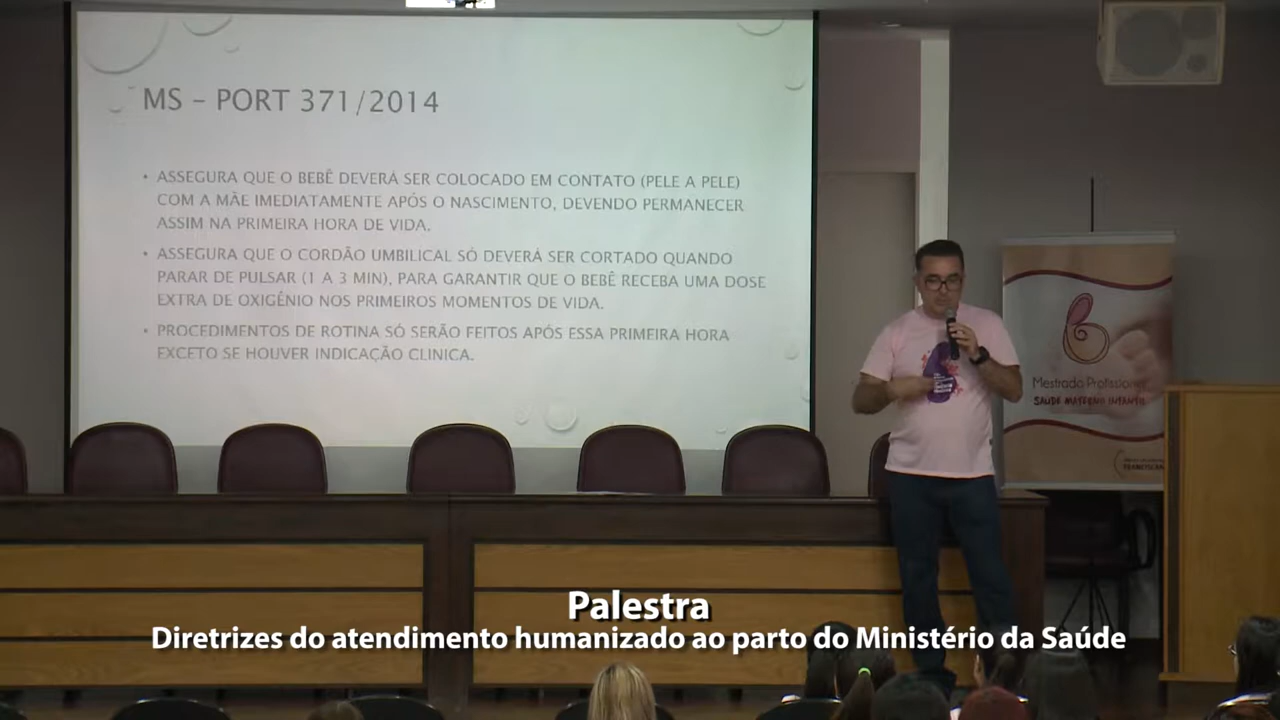 MS – PORT 371/2014
• ASSEGURA QUE O BEBÊ DEVERÁ SER COLOCADO EM CONTATO (PELE A PELE)
COM A MÃE IMEDIATAMENTE APÓS O NASCIMENTO, DEVENDO PERMANECER
ASSIM NA PRIMEIRA HORA DE VIDA.
• ASSEGURA QUE O CORDÃO UMBILICAL SÓ DEVERÁ SER CORTADO QUANDO
PARAR DE PULSAR (1 A 3 MIN), PARA GARANTIR QUE O BEBÊ RECEBA UMA DOSE
EXTRA DE OXIGÊNIO NOS PRIMEIROS MOMENTOS DE VIDA.
• PROCEDIMENTOS DE ROTINA SÓ SERÃO FEITOS APÓS ESSA PRIMEIRA HORA
EXCETO SE HOUVER INDICAÇÃO CLINICA.
Mestrado Profissional
SAÚDE MATERNO INFANTIL
Palestra
Diretrizes do atendimento humanizado ao parto do Ministério da Saúde